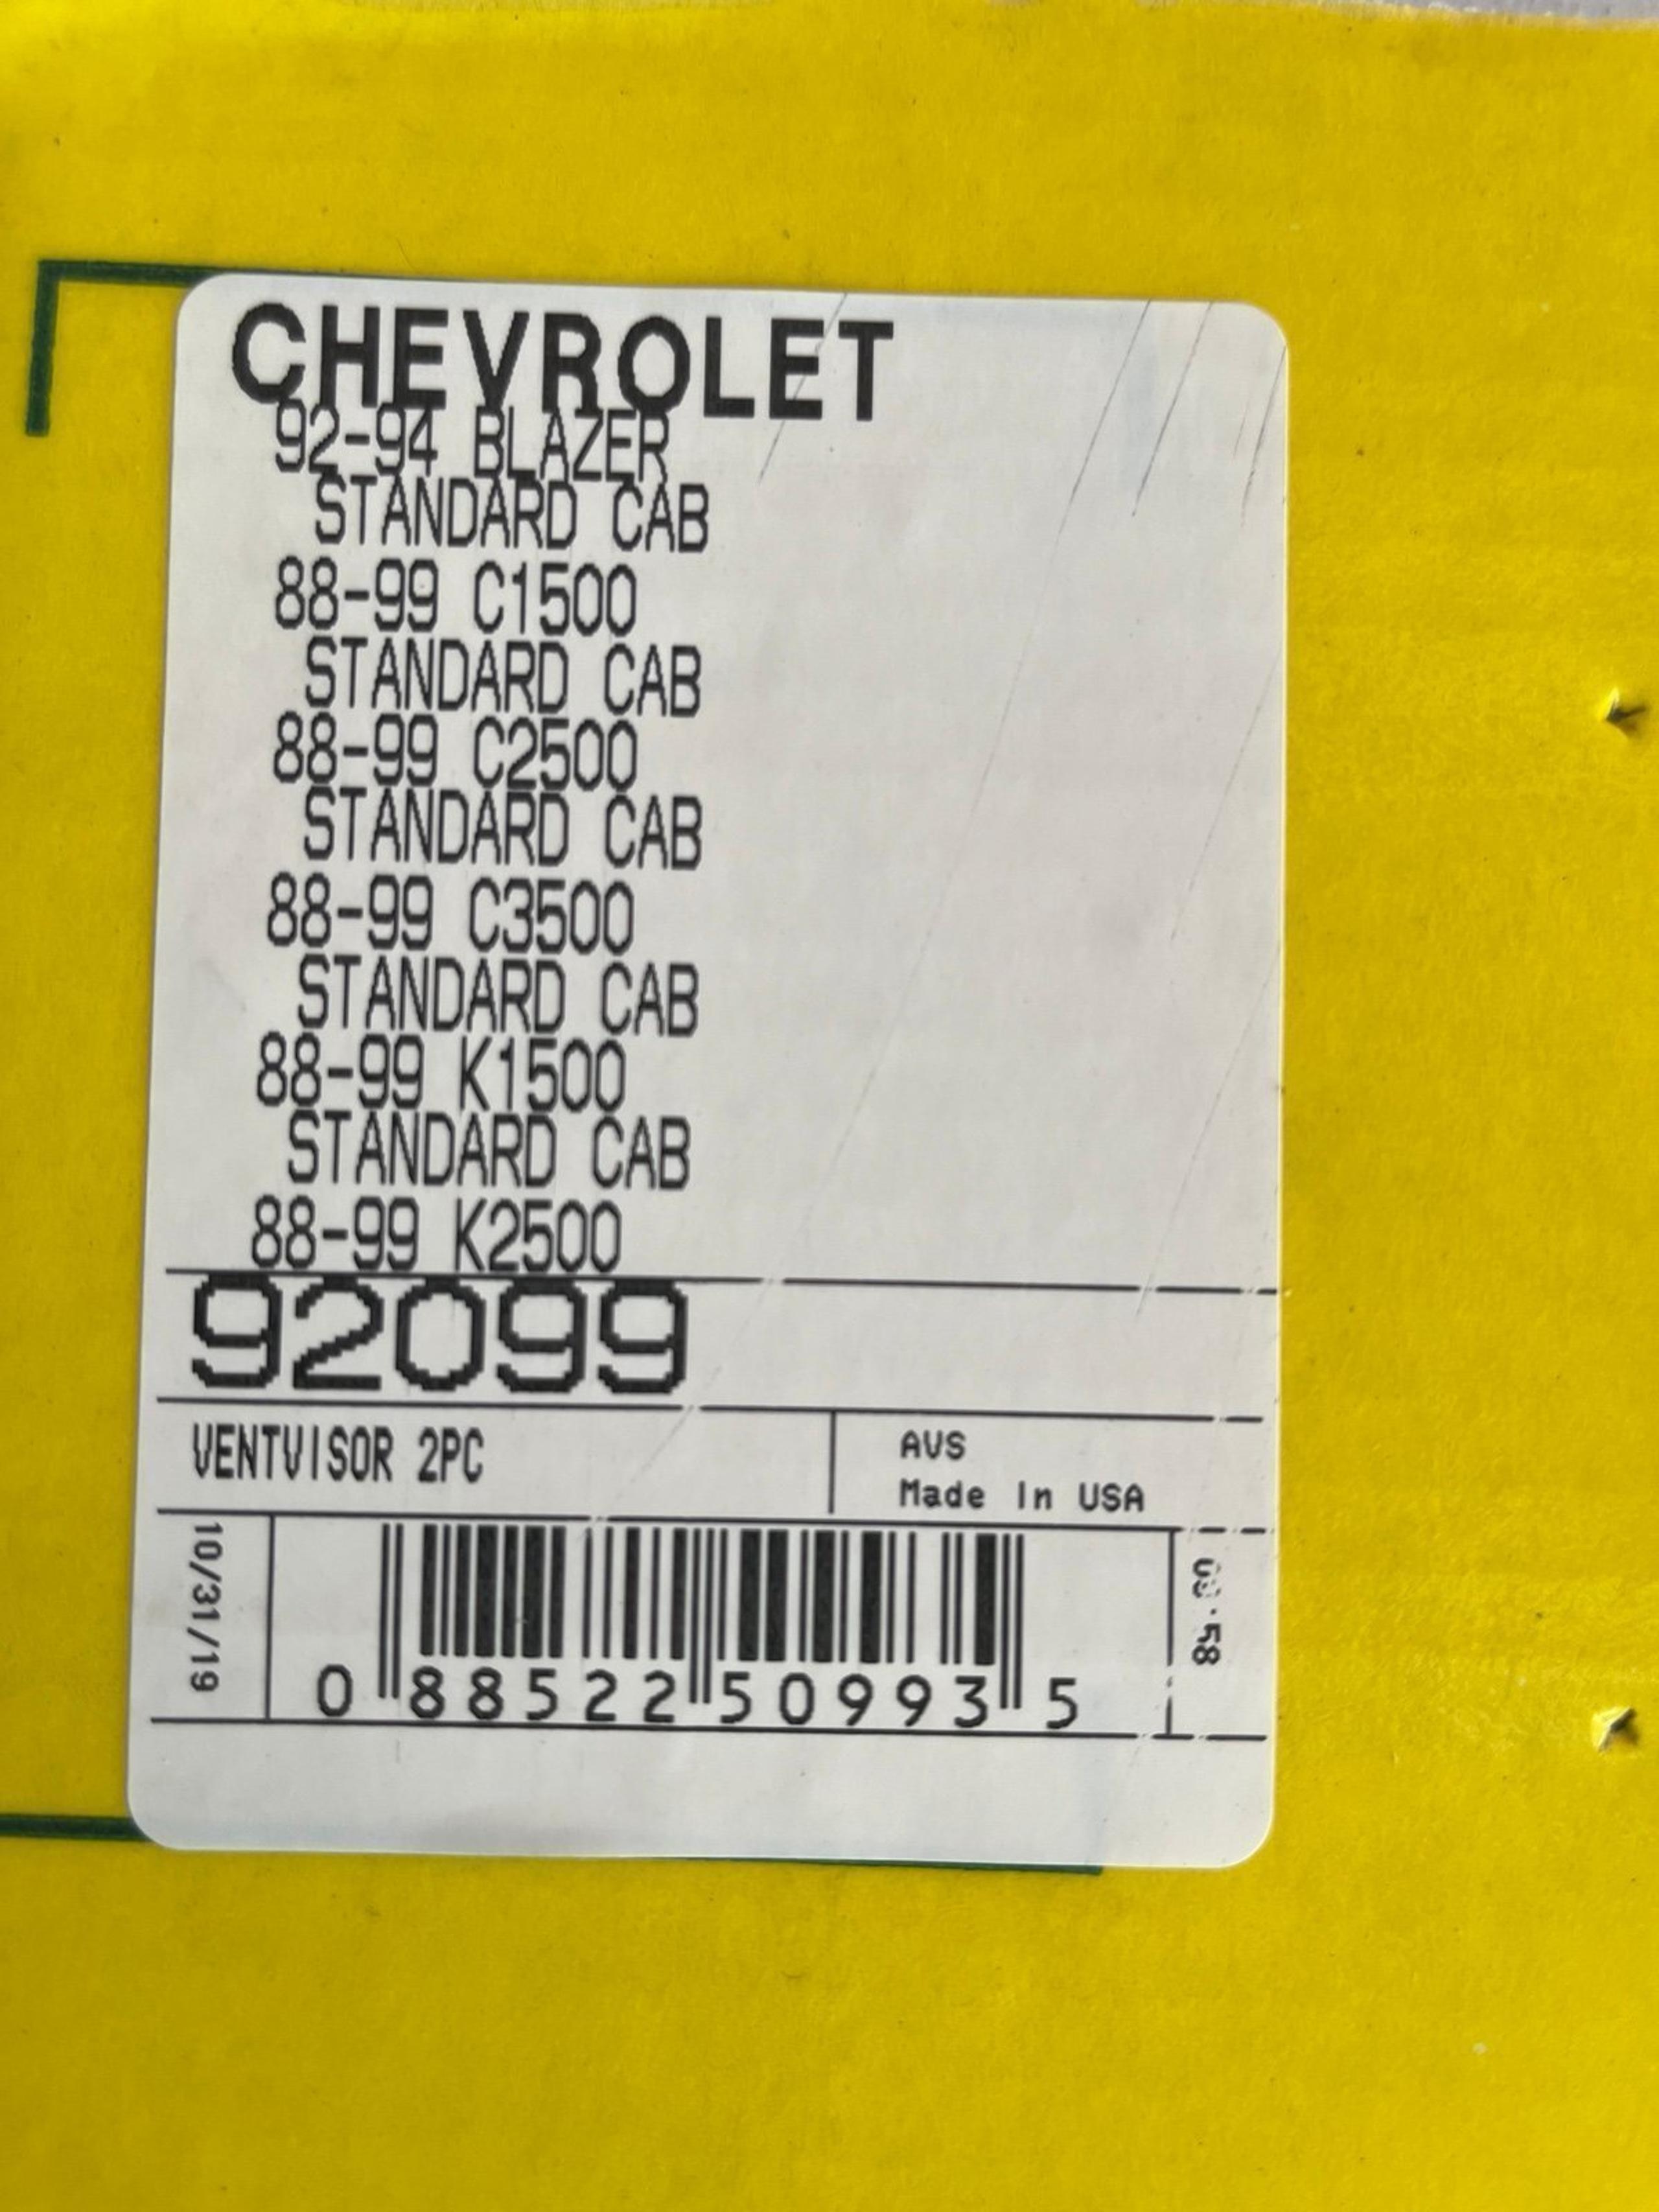 CHEVROLET
92-94 BLAZER
STANDARD CAB
88-99 C1500
STANDARD CAB
88-99 C2500
STANDARD CAB
88-99 C3500
STANDARD CAB
88-99 K1500
STANDARD CAB
88-99 K2500
92099
VENTVISOR 2PC
AVS
Made In USA
10/31/19
0 88522 50993 5